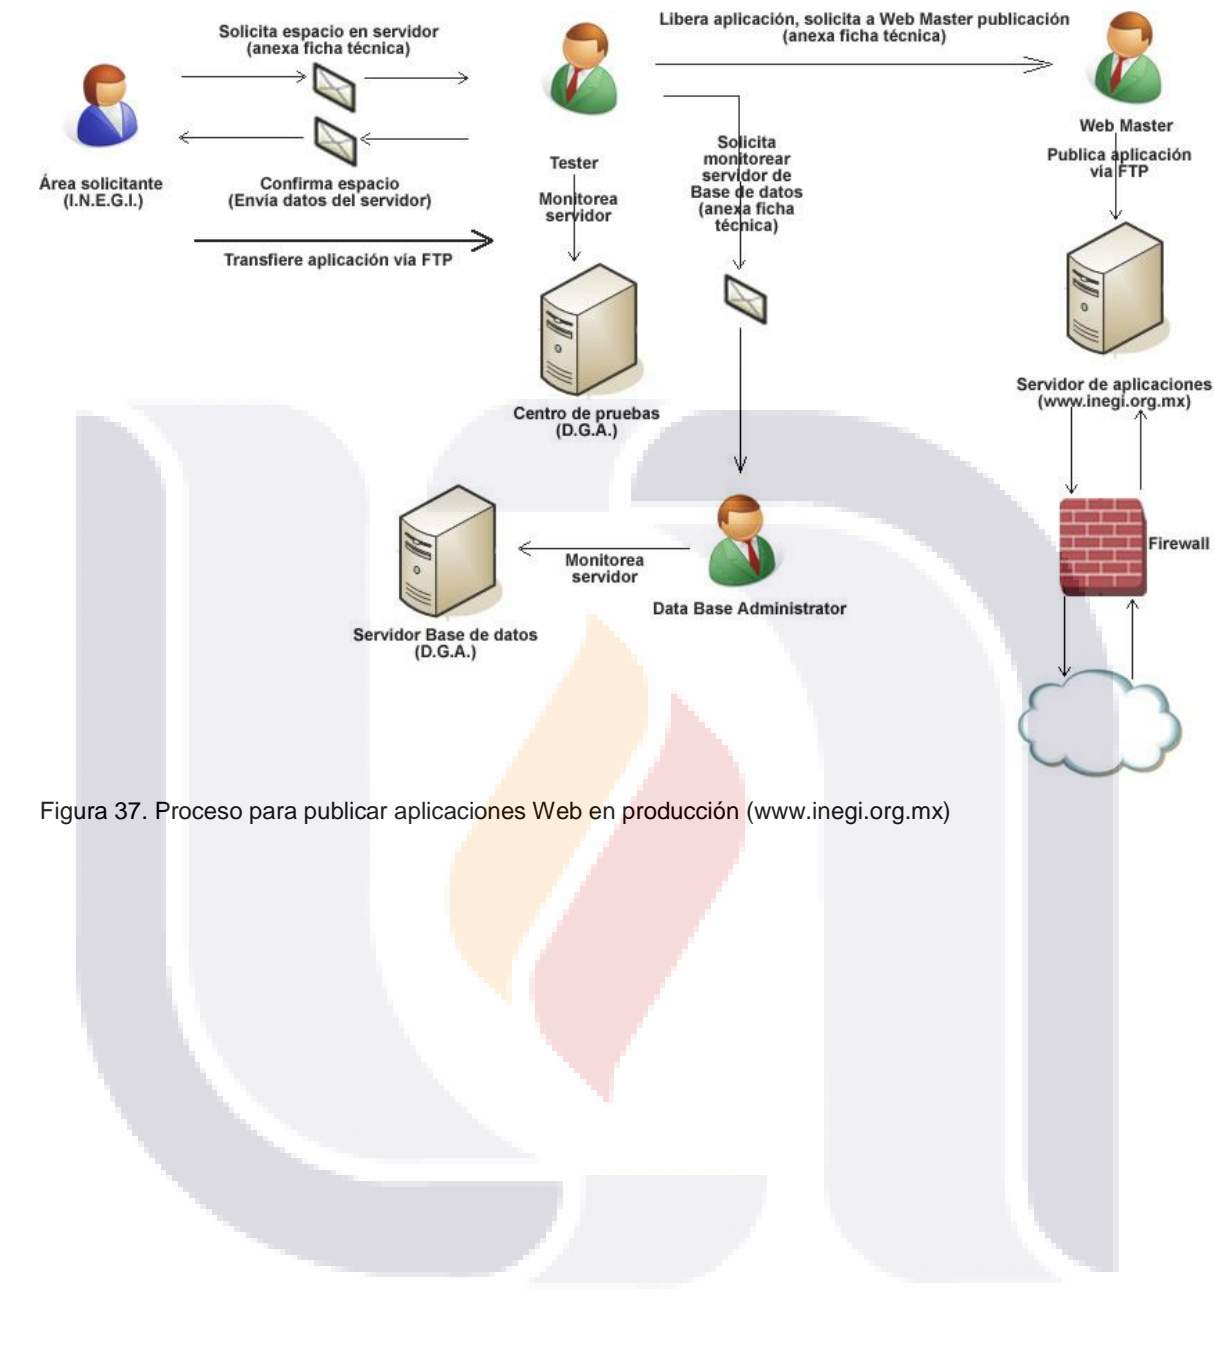 Solicita espacio en servidor
(anexa ficha técnica)
Libera aplicación, solicita a Web Master publicación
(anexa ficha técnica)
Área solicitante
(I.N.E.G.I.)
Confirma espacio
(Envía datos del servidor)
Transfiere aplicación vía FTP
Tester
Monitorea
servidor
Solicita
monitorear
servidor de
Base de datos
(anexa ficha
técnica)
Web Master
Publica aplicación
vía FTP
Centro de pruebas
(D.G.A.)
Servidor de aplicaciones
(www.inegi.org.mx)
Firewall
Monitorea
servidor
Data Base Administrator
Servidor Base de datos
(D.G.A.)
Figura 37. Proceso para publicar aplicaciones Web en producción (www.inegi.org.mx)